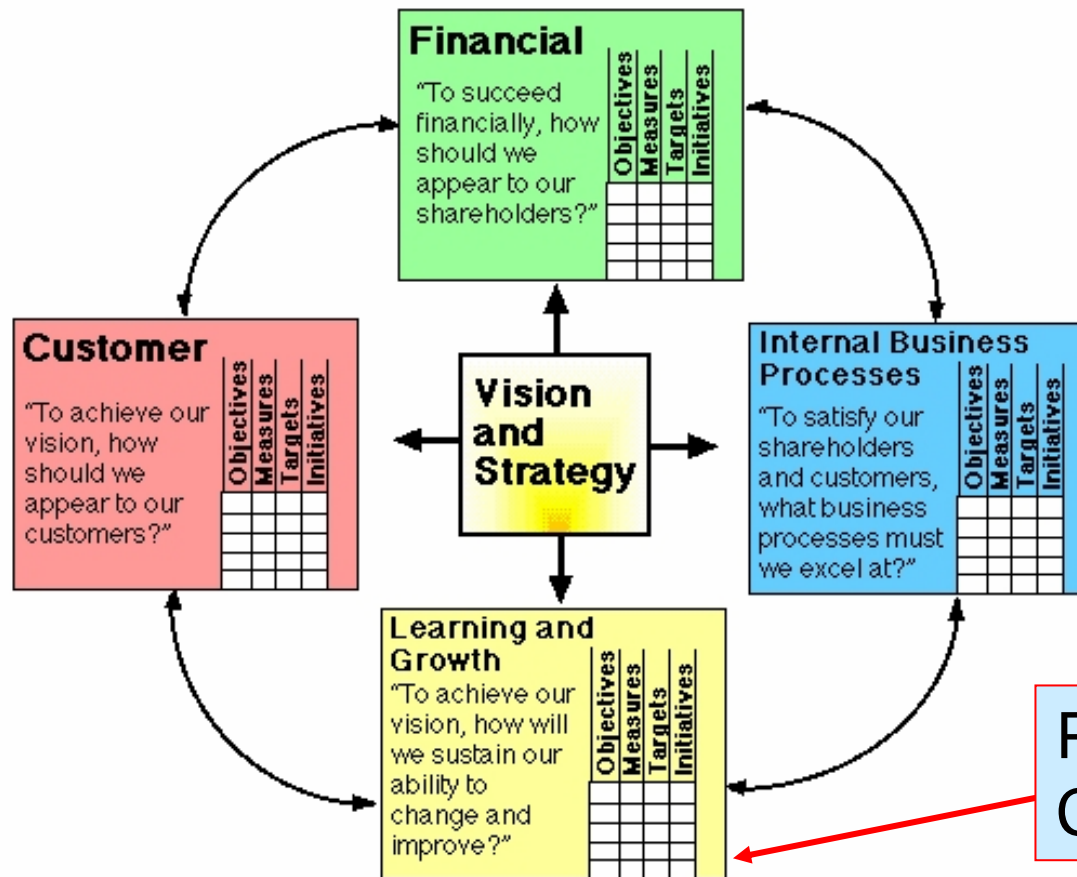 Financial
“To succeed
financially, how
should we
appear to our
shareholders?”
Objectives
Measures
Targets
Initiatives
Customer
“To achieve our
vision, how
should we
appear to our
customers?”
Objectives
Measures
Targets
Initiatives
Vision
and
Strategy
Internal Business
Processes
“To satisfy our
shareholders
and customers,
what business
processes must
we excel at?”
Objectives
Measures
Targets
Initiatives
Learning and
Growth
“To achieve our
vision, how will
we sustain our
ability to
change and
improve?”
Objectives
Measures
Targets
Initiatives